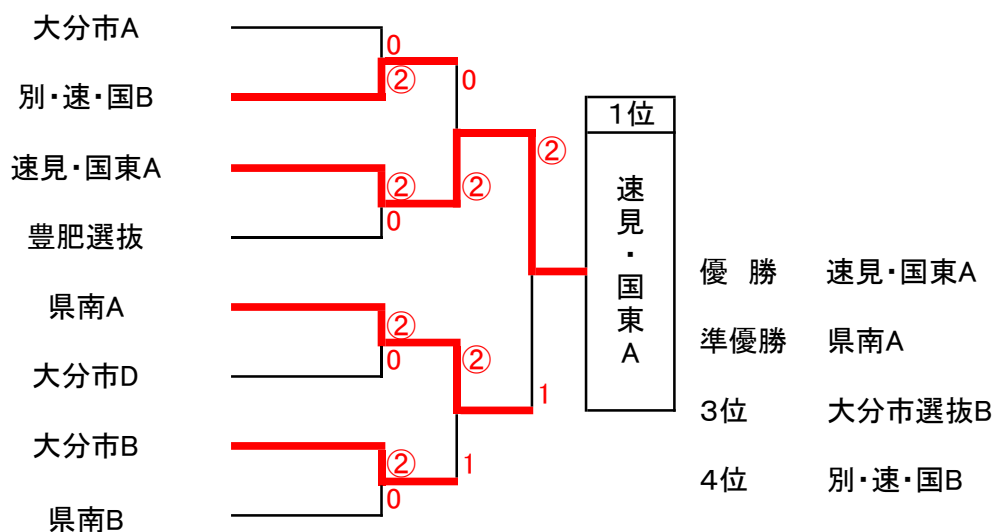 大分市A
0
②
0
別・速・国B
1位
速見・国東A
②
②
②
0
速見・国東A
豊肥選抜
優 勝 速見・国東A
県南A
②
0
②
準優勝 県南A
大分市D
1
3位 大分市選抜B
大分市B
②
0
1
4位 別・速・国B
県南B